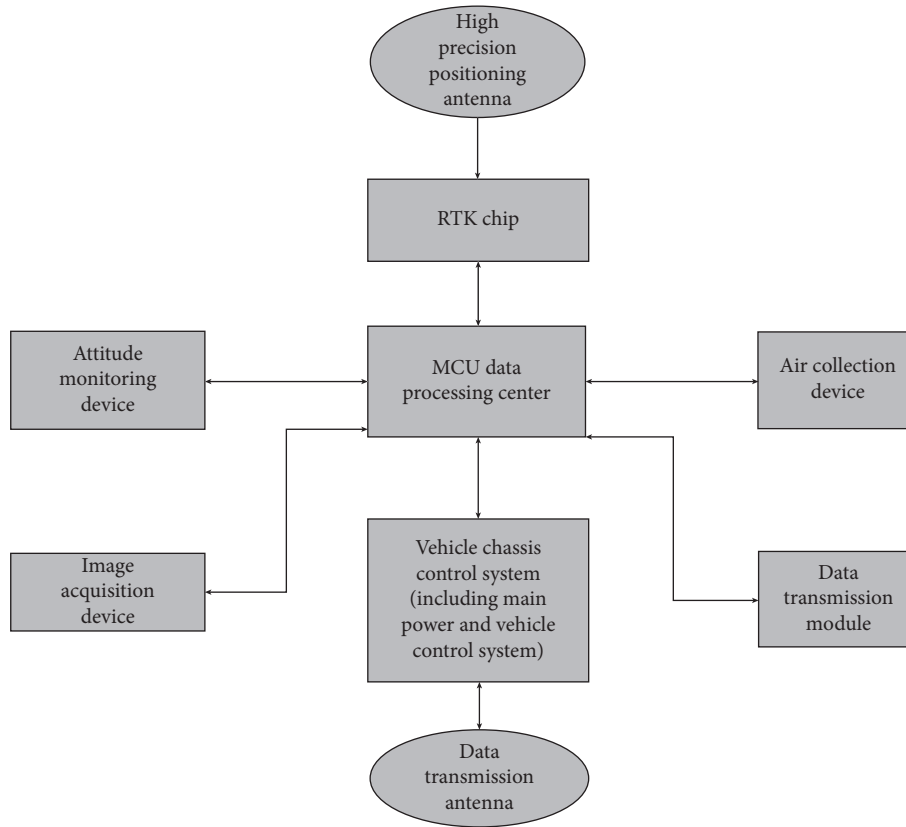 High
precision
positioning
antenna
RTK chip
Attitude
monitoring
device
MCU data
processing center
Air collection
device
Image
acquisition
device
Vehicle chassis
control system
(including main
power and vehicle
control system)
Data
transmission
module
Data
transmission
antenna